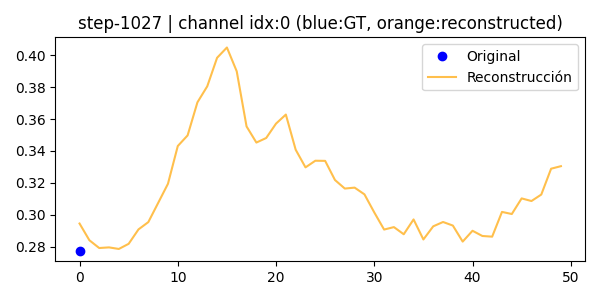 step-1027 | channel idx:0 (blue:GT, orange:reconstructed)
Original
Reconstrucción
0.40
0.38
0.36
0.34
0.32
0.30
0.28
0 10 20 30 40 50